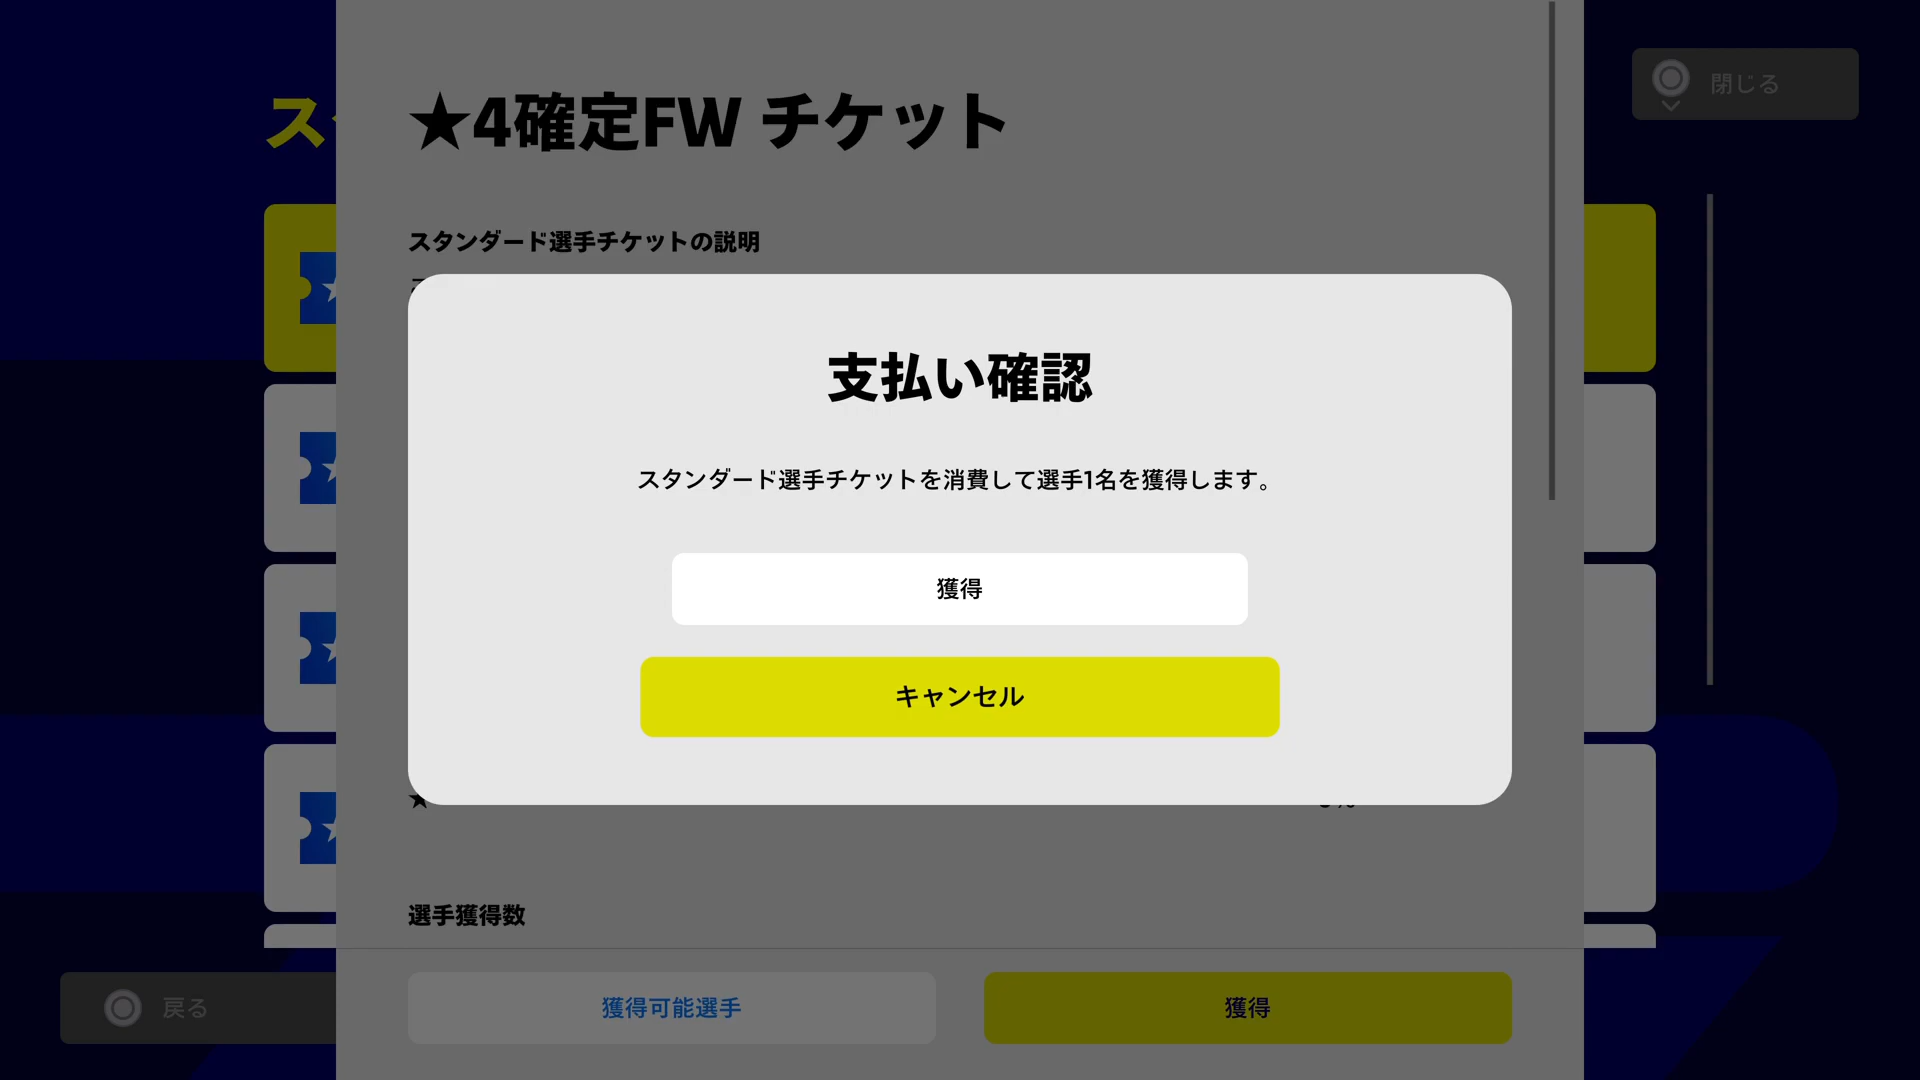 閉じる
★4確定FW チケット
スタンダード選手チケットの説明
支払い確認
スタンダード選手チケットを消費して選手1名を獲得します。
獲得
キャンセル
★
選手獲得数
戻る
獲得可能選手
獲得